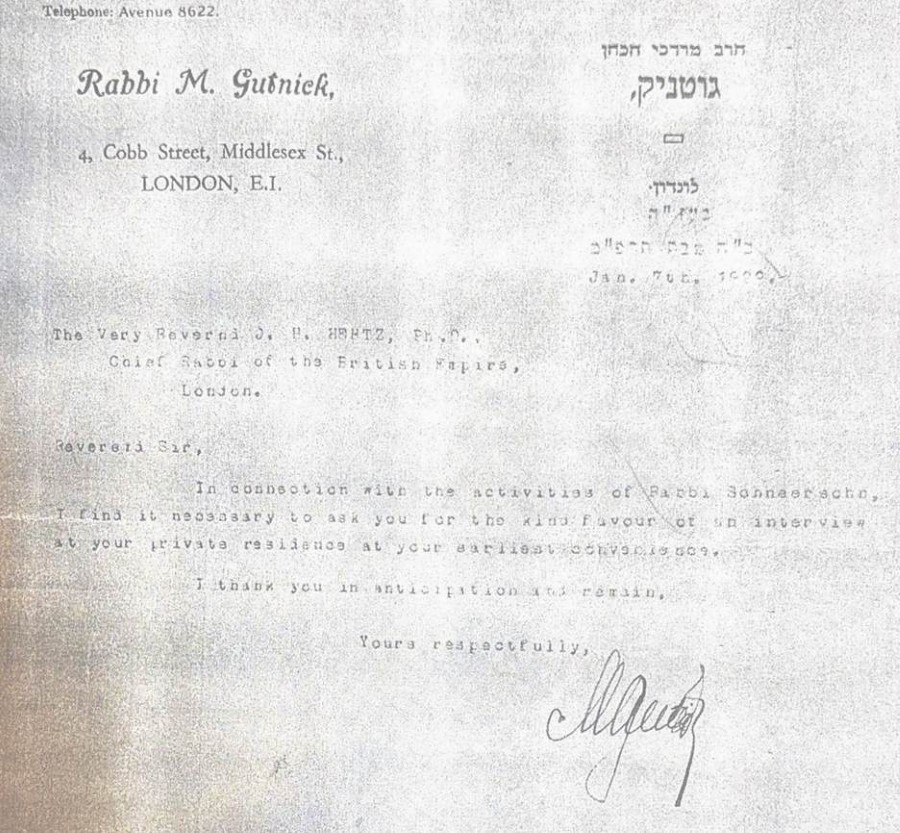 Telephone: Avenue 8622.
Rabbi M. Gutnick,
4, Cobb Street, Middlesex St.,
LONDON, E.I.
הרב מרדכי הכהן
גוטניק,
לונדון.
טבת
Jan. 7th.
The Very Reverend J. H. HERTZ, Ph.D.,
Chief Rabbi of the British Empire,
London.
Reverend Sir,
In connection with the activities of Rabbi Schneersohn,
I find it necessary to ask you for the kind favour of an interview
at your private residence at your earliest convenience.
I thank you in anticipation and remain,
Yours respectfully,